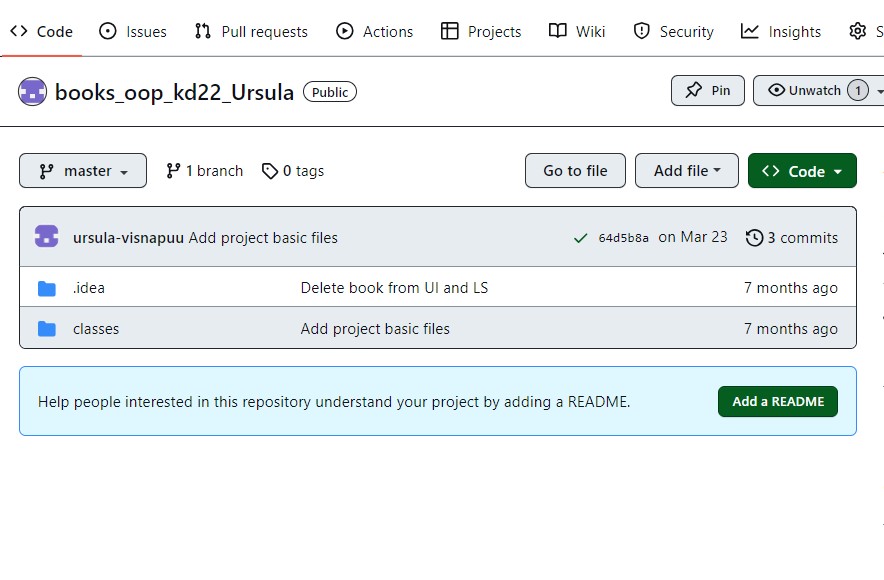 Code Issues Pull requests Actions Projects Wiki Security Insights S
books_oop_kd22_Ursula Public Pin Unwatch 1
master 1 branch 0 tags Go to file Add file Code
ursula-visnapuu Add project basic files 64d5b8a on Mar 23 3 commits
.idea Delete book from UI and LS 7 months ago
classes Add project basic files 7 months ago
Help people interested in this repository understand your project by adding a README. Add a README